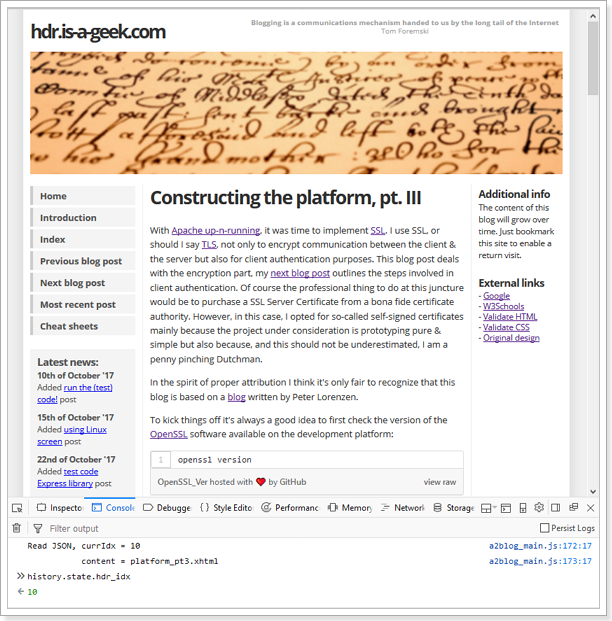 hdr.is-a-geek.com
Blogging is a communications mechanism handed to us by the long tail of the Internet
Tom Foremski
Home
Introduction
Index
Previous blog post
Next blog post
Most recent post
Cheat sheets
Latest news:
10th of October '17
Added run the (test)
code! post
15th of October '17
Added using Linux
screen post
22nd of October '17
Added test code
Express library post
Constructing the platform, pt. III
With Apache up-n-running, it was time to implement SSL. I use SSL, or
should I say TLS, not only to encrypt communication between the client &
the server but also for client authentication purposes. This blog post deals
with the encryption part, my next blog post outlines the steps involved in
client authentication. Of course the professional thing to do at this juncture
would be to purchase a SSL Server Certificate from a bona fide certificate
authority. However, in this case, I opted for so-called self-signed certificates
mainly because the project under consideration is prototyping pure &
simple but also because, and this should not be underestimated, I am a
penny pinching Dutchman.
In the spirit of proper attribution I think it's only fair to recognize that this
blog is based on a blog written by Peter Lorenzen.
To kick things off it's always a good idea to first check the version of the
OpenSSL software available on the development platform:
1 openssl version
OpenSSL_Ver hosted with ❤ by GitHub view raw
Additional info
The content of this
blog will grow over
time. Just bookmark
this site to enable a
return visit.
External links
- Google
- W3Schools
- Validate HTML
- Validate CSS
- Original design
Inspector Console Debugger Style Editor Performance Memory Network Storage
Filter output Persist Logs
Read JSON, currIdx = 10 a2blog_main.js:172:17
content = platform_pt3.xhtml a2blog_main.js:173:17
history.state.hdr_idx
10